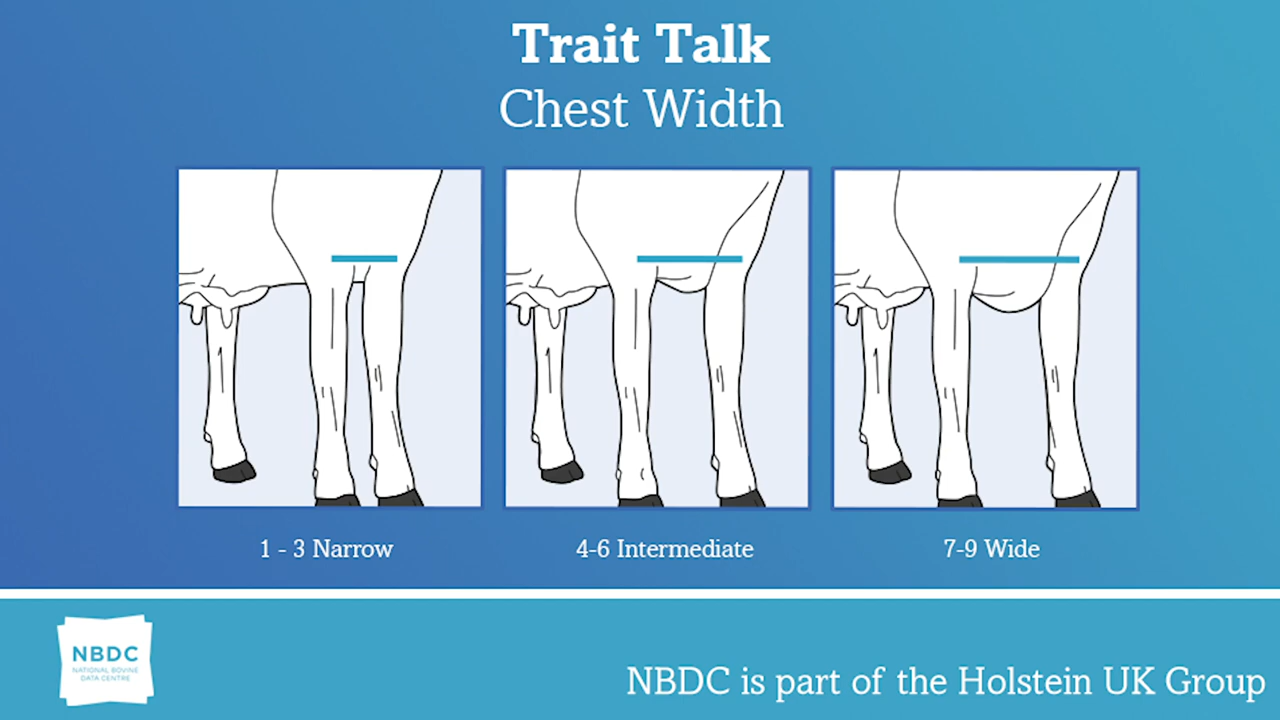 Trait Talk
Chest Width
1 - 3 Narrow
4-6 Intermediate
7-9 Wide
NBDC
NATIONAL BOVINE
DATA CENTRE
NBDC is part of the Holstein UK Group